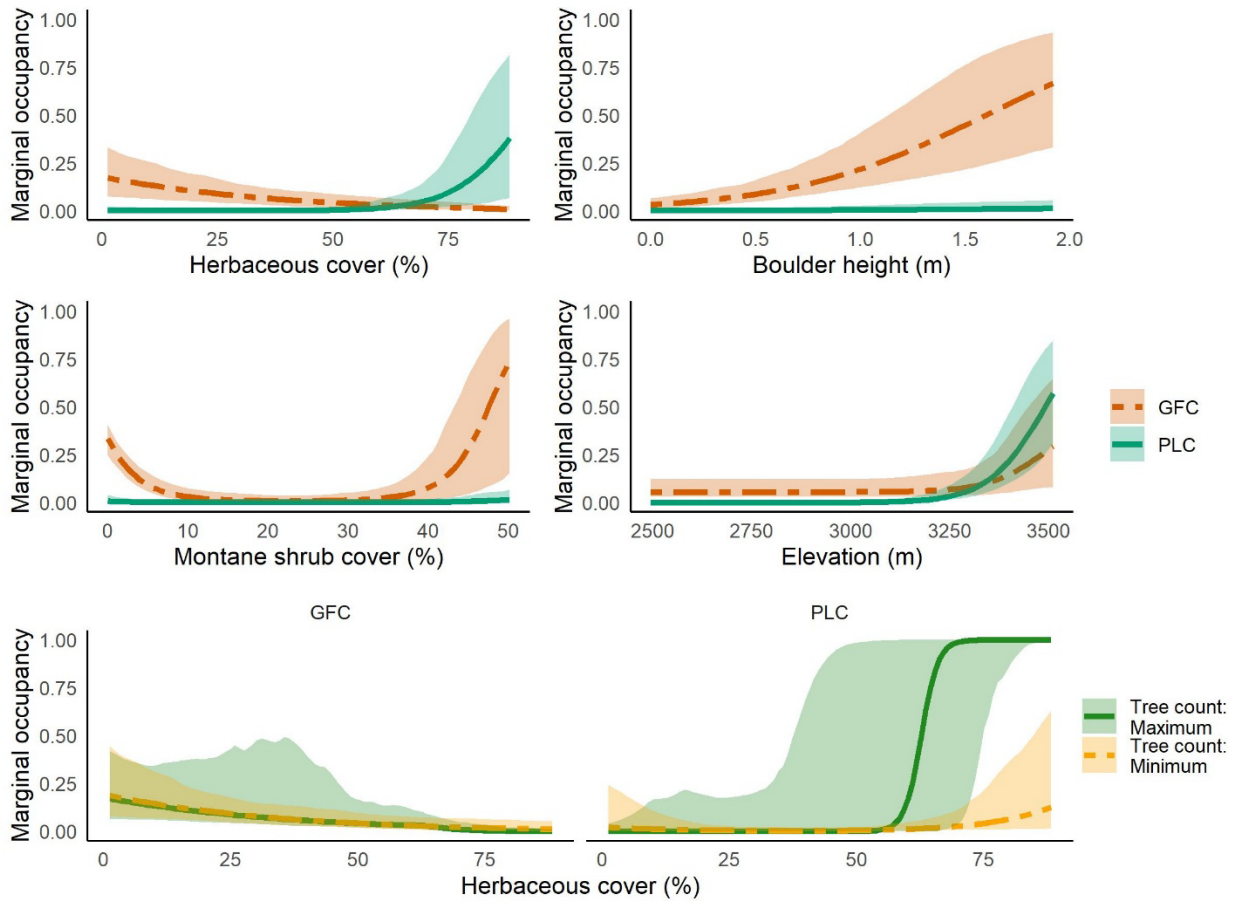 Marginal occupancy
1.00
0.75
0.50
0.25
0.00
0
25
50
75
Herbaceous cover (%)
Marginal occupancy
1.00
0.75
0.50
0.25
0.00
0.0
0.5
1.0
1.5
2.0
Boulder height (m)
Marginal occupancy
1.00
0.75
0.50
0.25
0.00
0
10
20
30
40
50
Montane shrub cover (%)
Marginal occupancy
1.00
0.75
0.50
0.25
0.00
2500
2750
3000
3250
3500
Elevation (m)
GFC
PLC
GFC
PLC
Marginal occupancy
1.00
0.75
0.50
0.25
0.00
0
25
50
75
0
25
50
75
Herbaceous cover (%)
Tree count:
Maximum
Tree count:
Minimum